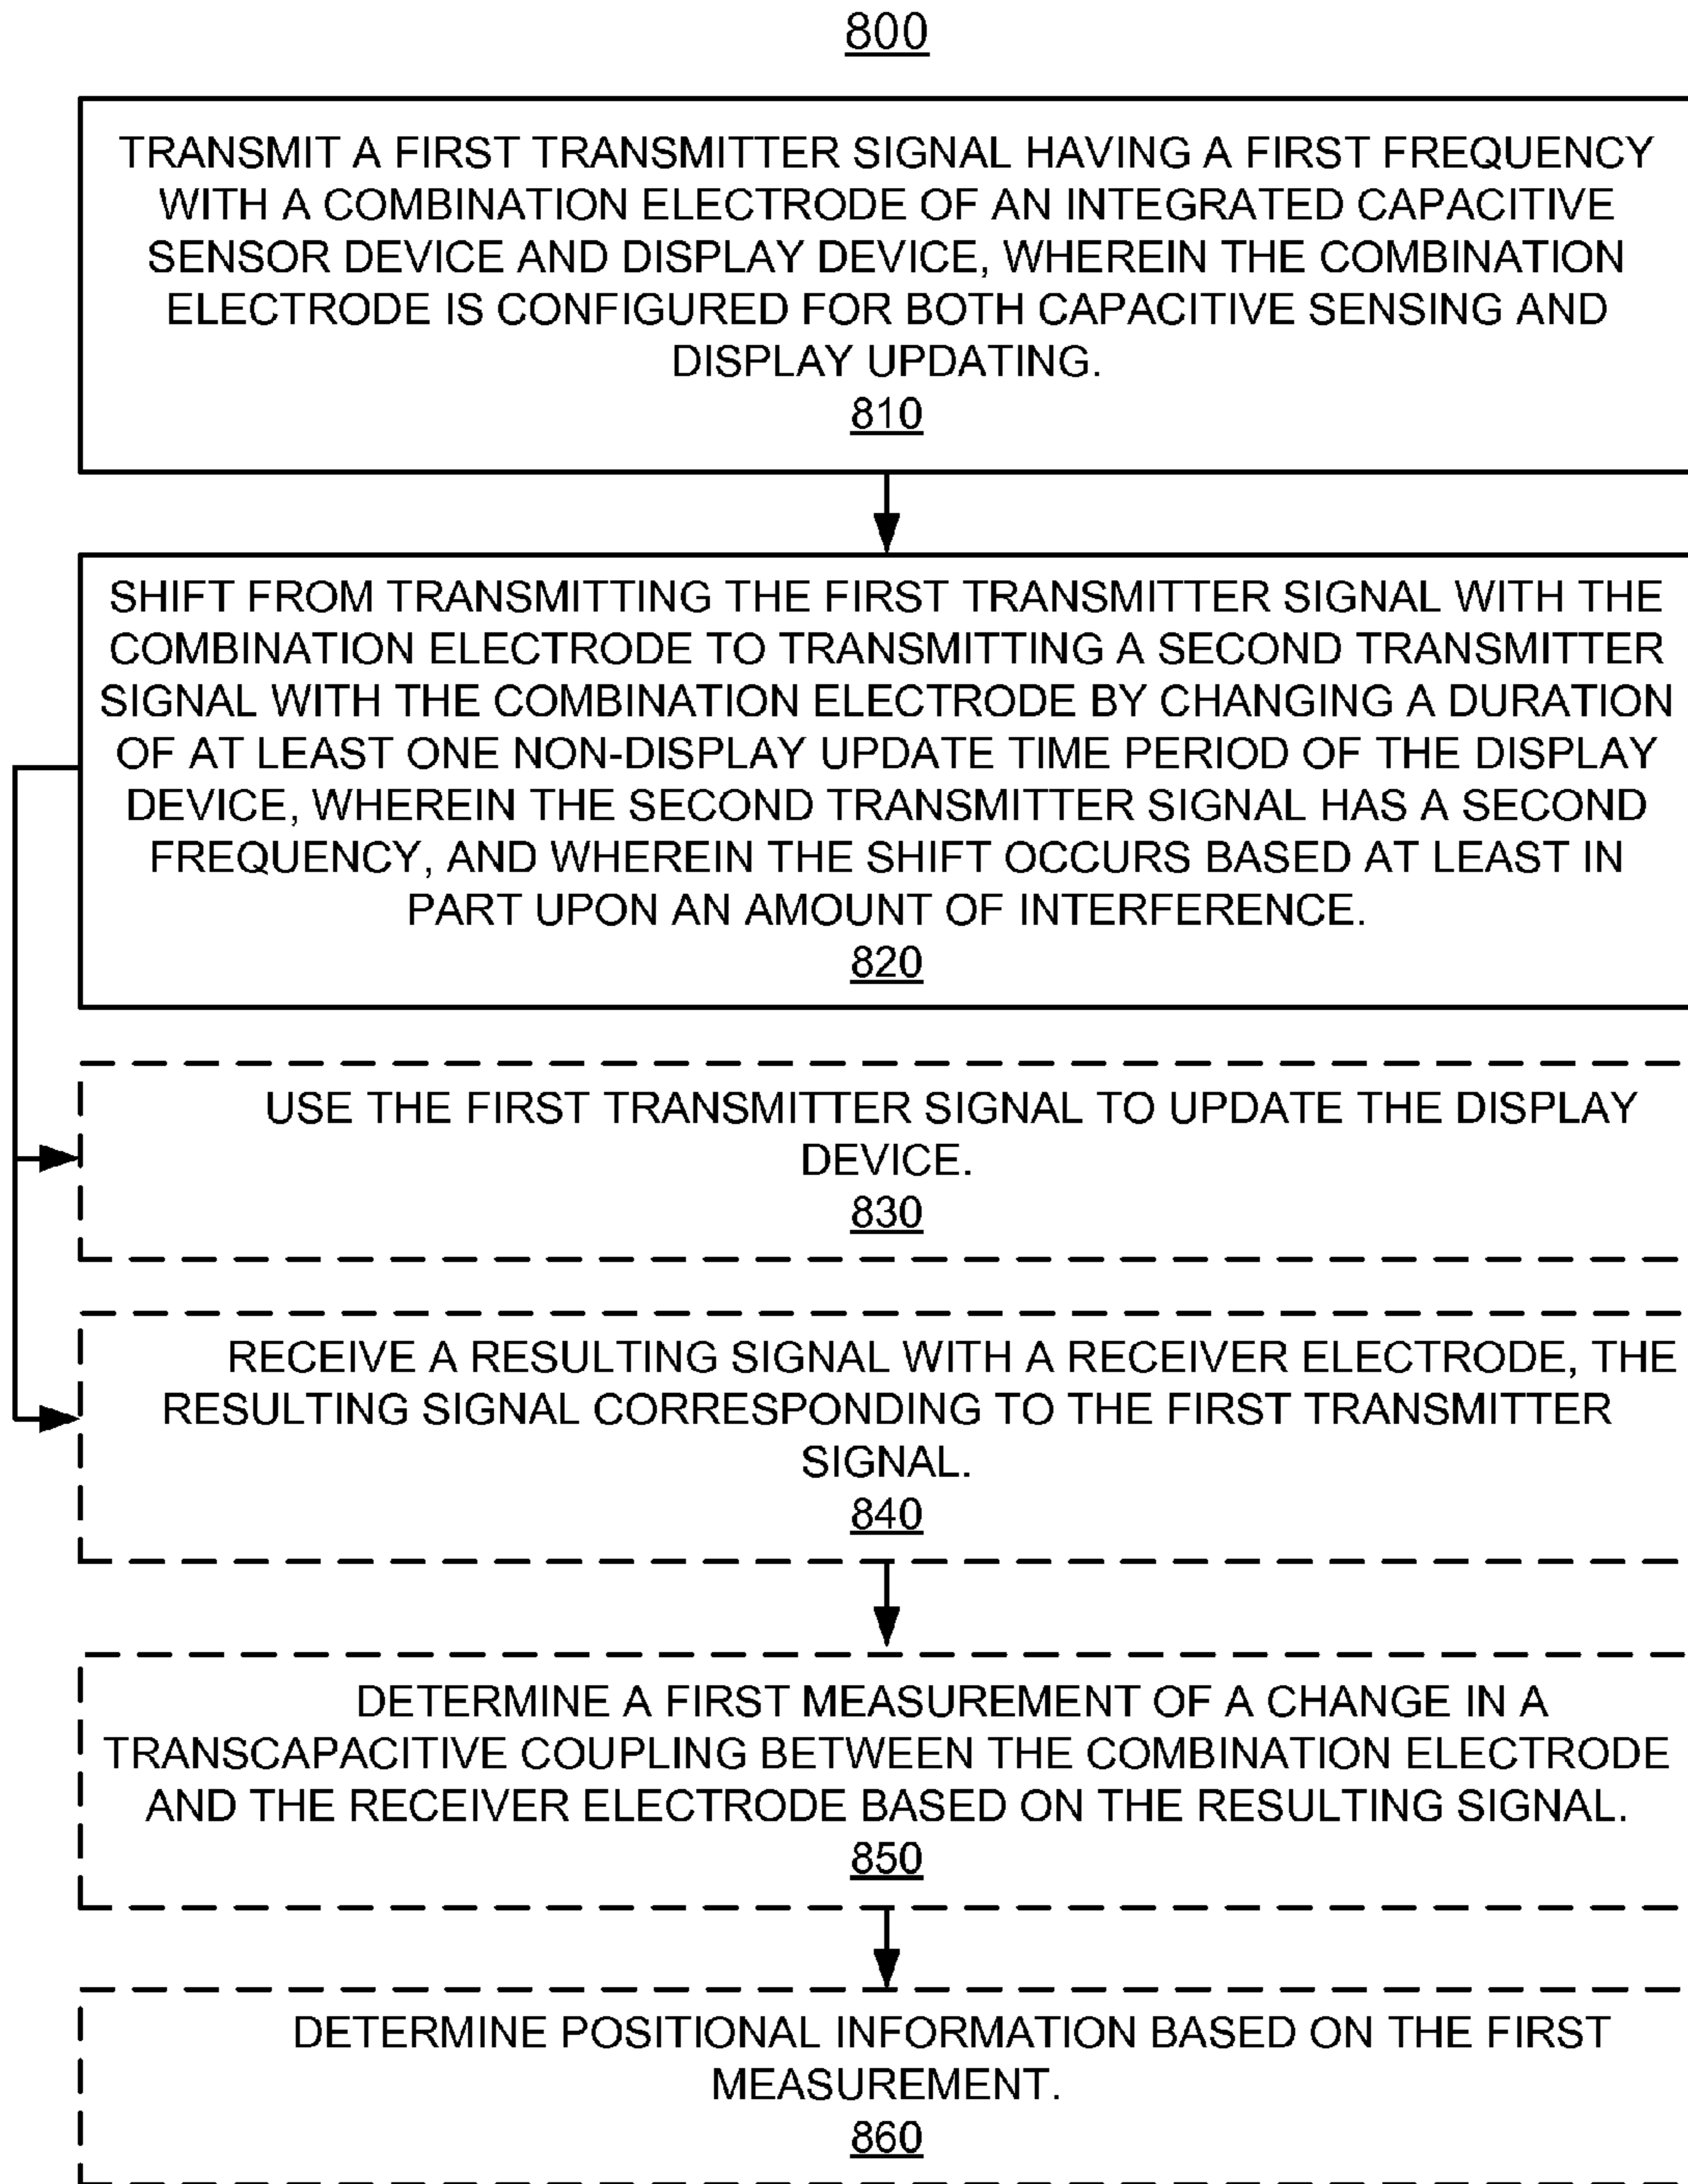 800
TRANSMIT A FIRST TRANSMITTER SIGNAL HAVING A FIRST FREQUENCY
WITH A COMBINATION ELECTRODE OF AN INTEGRATED CAPACITIVE
SENSOR DEVICE AND DISPLAY DEVICE, WHEREIN THE COMBINATION
ELECTRODE IS CONFIGURED FOR BOTH CAPACITIVE SENSING AND
DISPLAY UPDATING.
810
SHIFT FROM TRANSMITTING THE FIRST TRANSMITTER SIGNAL WITH THE
COMBINATION ELECTRODE TO TRANSMITTING A SECOND TRANSMITTER
SIGNAL WITH THE COMBINATION ELECTRODE BY CHANGING A DURATION
OF AT LEAST ONE NON-DISPLAY UPDATE TIME PERIOD OF THE DISPLAY
DEVICE, WHEREIN THE SECOND TRANSMITTER SIGNAL HAS A SECOND
FREQUENCY, AND WHEREIN THE SHIFT OCCURS BASED AT LEAST IN
PART UPON AN AMOUNT OF INTERFERENCE.
820
USE THE FIRST TRANSMITTER SIGNAL TO UPDATE THE DISPLAY
DEVICE.
830
RECEIVE A RESULTING SIGNAL WITH A RECEIVER ELECTRODE, THE
RESULTING SIGNAL CORRESPONDING TO THE FIRST TRANSMITTER
SIGNAL.
840
DETERMINE A FIRST MEASUREMENT OF A CHANGE IN A
TRANSCAPACITIVE COUPLING BETWEEN THE COMBINATION ELECTRODE
AND THE RECEIVER ELECTRODE BASED ON THE RESULTING SIGNAL.
850
DETERMINE POSITIONAL INFORMATION BASED ON THE FIRST
MEASUREMENT.
860